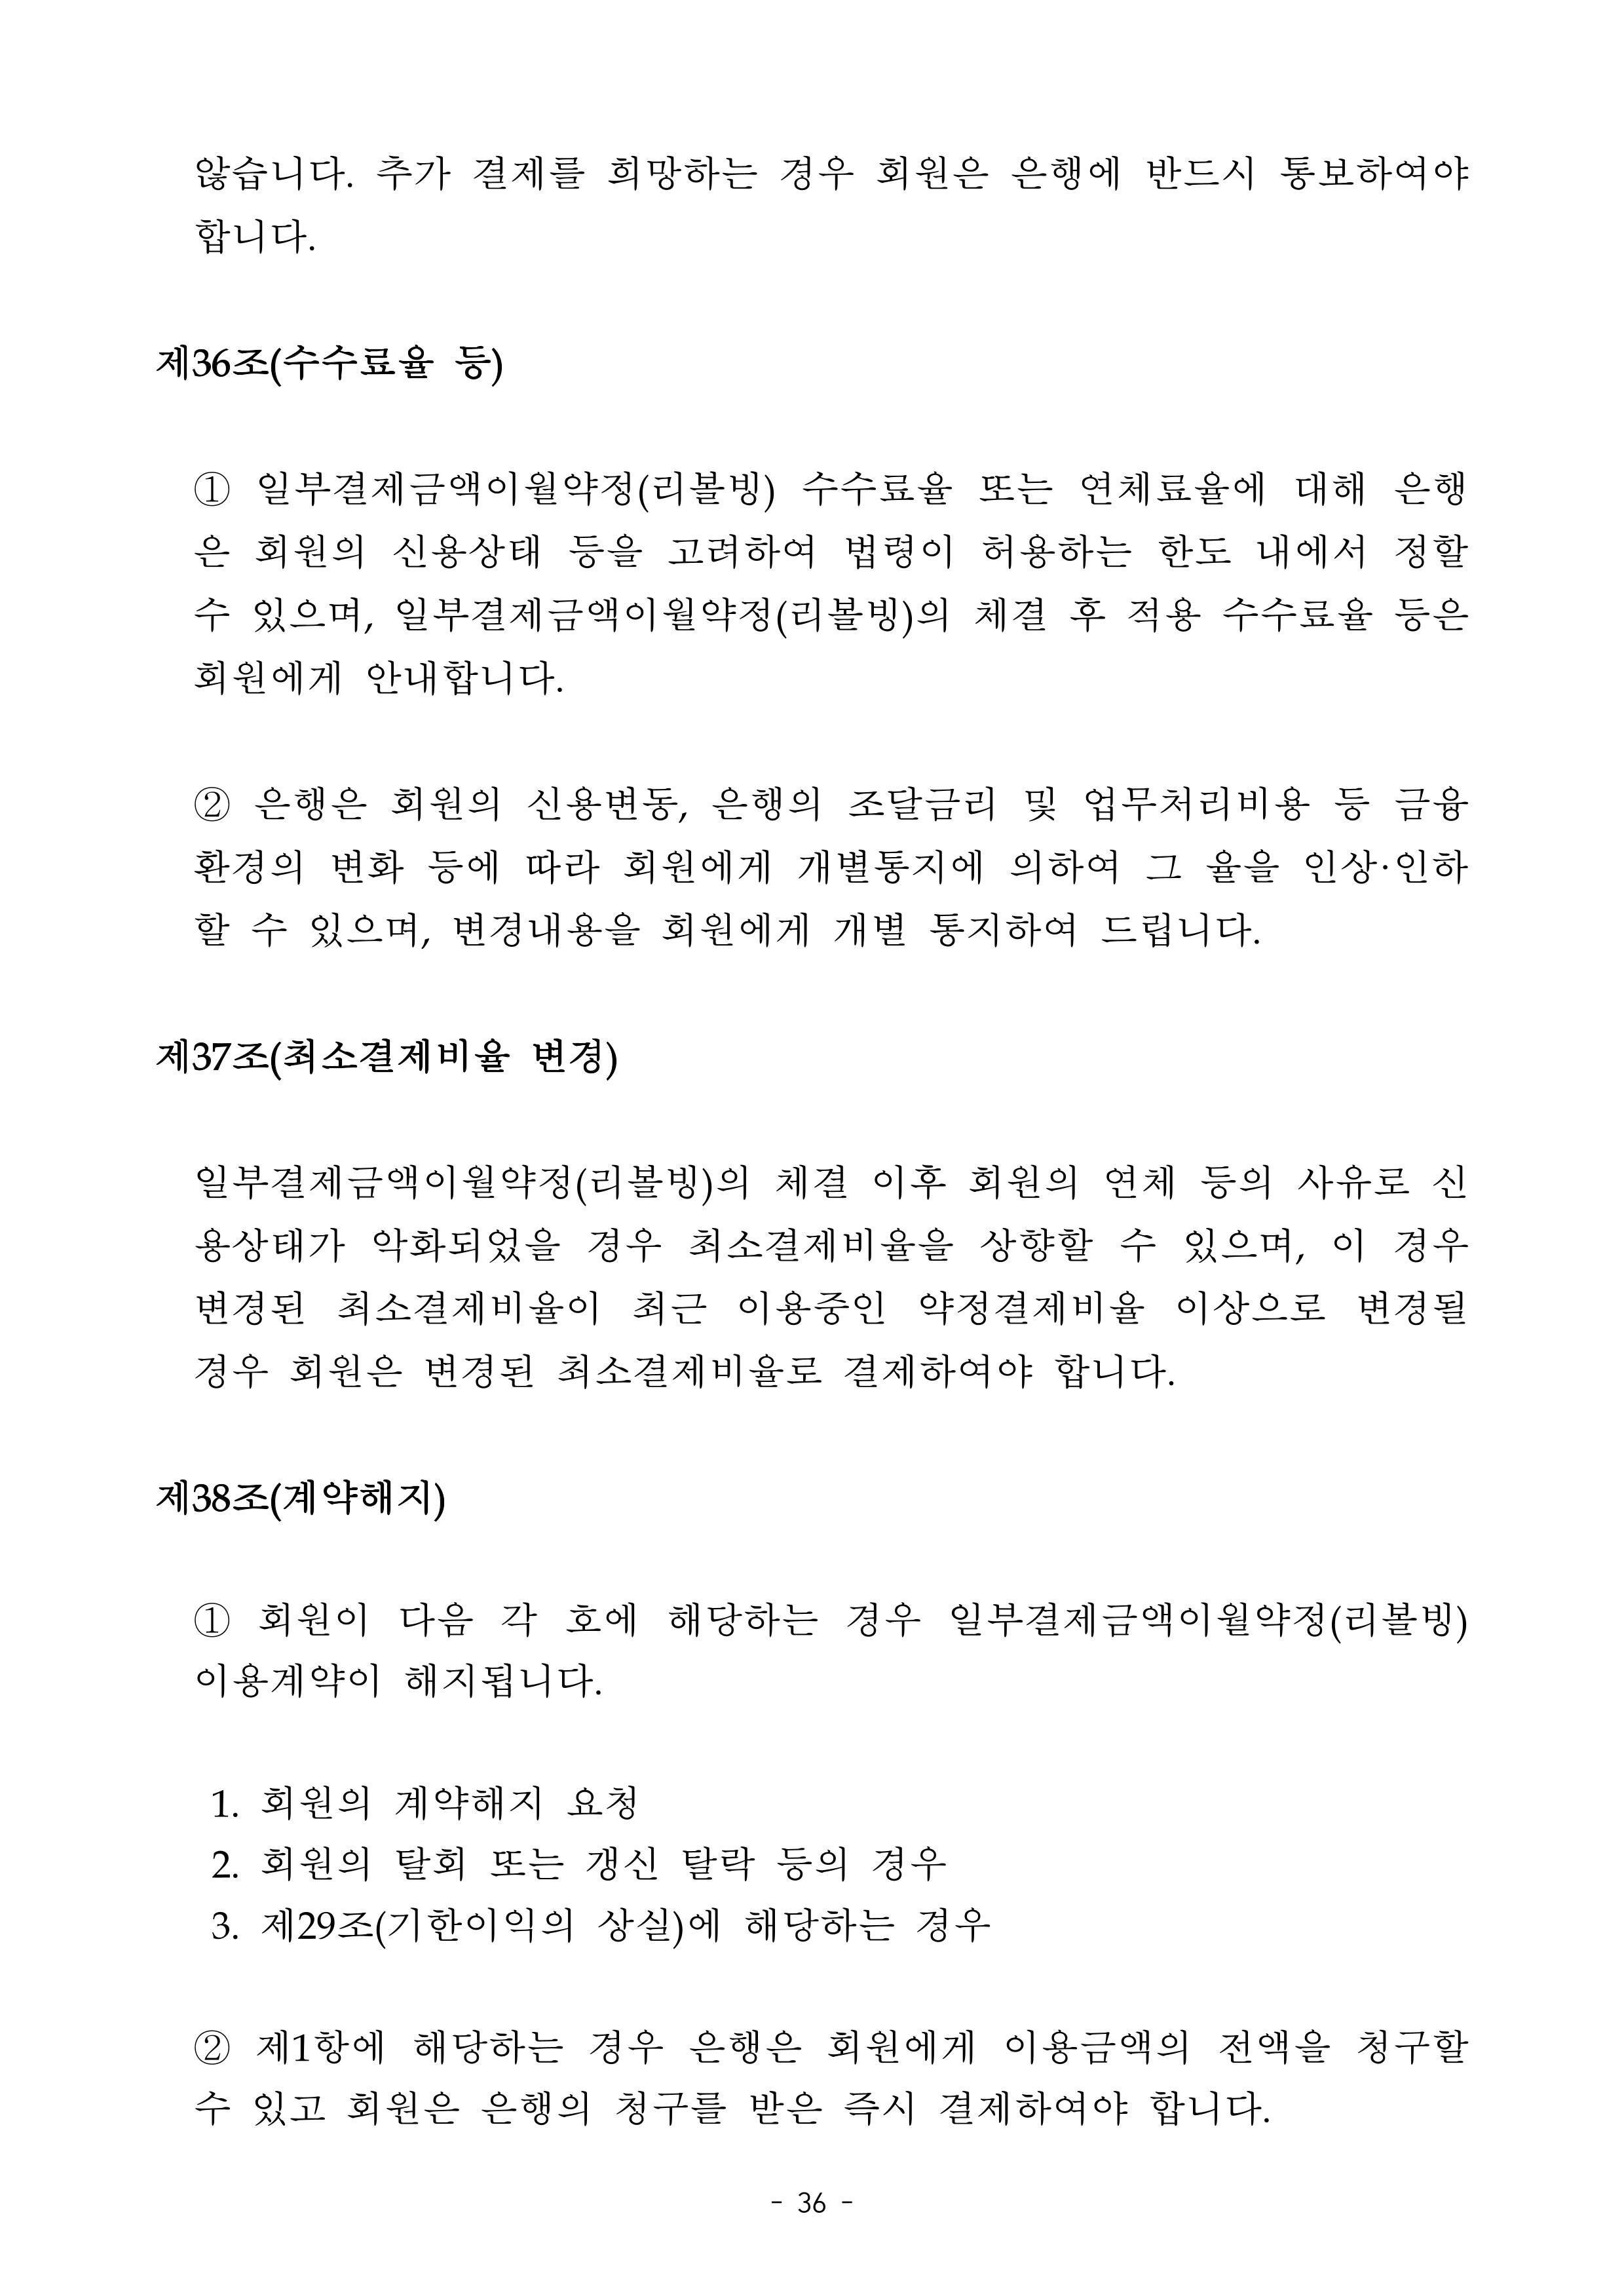 않습니다. 추가 결제를 희망하는 경우 회원은 은행에 반드시 통보하여야
합니다.
제36조(수수료율 등)
① 일부결제금액이월약정(리볼빙) 수수료율 또는 연체료율에 대해 은행
은 회원의 신용상태 등을 고려하여 법령이 허용하는 한도 내에서 정할
수 있으며, 일부결제금액이월약정(리볼빙)의 체결 후 적용 수수료율 등은
회원에게 안내합니다.
② 은행은 회원의 신용변동, 은행의 조달금리 및 업무처리비용 등 금융
환경의 변화 등에 따라 회원에게 개별통지에 의하여 그 율을 인상·인하
할 수 있으며, 변경내용을 회원에게 개별 통지하여 드립니다.
제37조(최소결제비율 변경)
일부결제금액이월약정(리볼빙)의 체결 이후 회원의 연체 등의 사유로 신
용상태가 악화되었을 경우 최소결제비율을 상향할 수 있으며, 이 경우
변경된 최소결제비율이 최근 이용중인 약정결제비율 이상으로 변경될
경우 회원은 변경된 최소결제비율로 결제하여야 합니다.
제38조(계약해지)
① 회원이 다음 각 호에 해당하는 경우 일부결제금액이월약정(리볼빙)
이용계약이 해지됩니다.
1. 회원의 계약해지 요청
2. 회원의 탈회 또는 갱신 탈락 등의 경우
3. 제29조(기한이익의 상실)에 해당하는 경우
② 제1항에 해당하는 경우 은행은 회원에게 이용금액의 전액을 청구할
수 있고 회원은 은행의 청구를 받은 즉시 결제하여야 합니다.
- 36 -